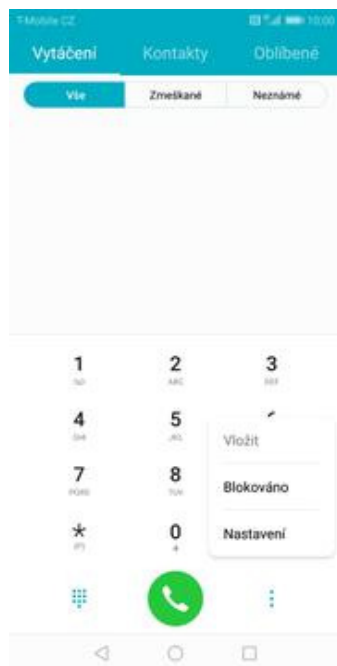 T-Mobile CZ 10:00
Vytáčení Kontakty Oblíbené
Vše Zmeškané Neznámé
1 2 3
ABC DEF
4 5
GHI JKL
Vložit
7 8
PQRS TUV
Blokováno
* 0
(P) +
Nastavení